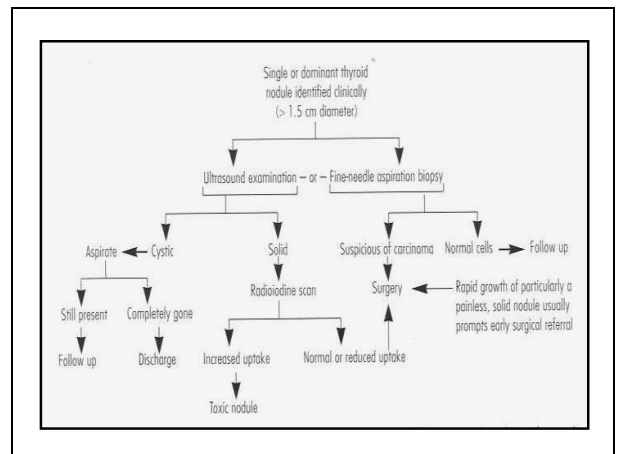 Single or dominant thyroid
nodule identified clinically
(> 1.5 cm diameter)
Ultrasound examination – or – Fine-needle aspiration biopsy
Aspirate Cystic Solid Suspicious of carcinoma Normal cells Follow up
Radioiodine scan Surgery Rapid growth of particularly a
painless, solid nodule usually
prompts early surgical referral
Still present Completely gone
Follow up Discharge Increased uptake Normal or reduced uptake
Toxic nodule